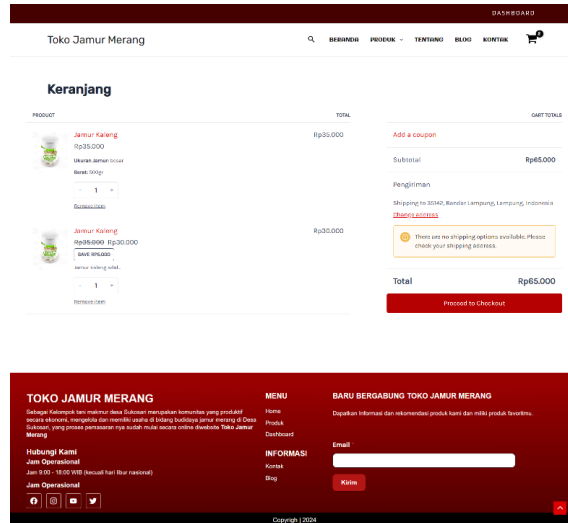 DASHBOARD
Toko Jamur Merang
BERANDA PRODUK TENTANG BLOG KONTAK
0
Keranjang
PRODUCT TOTAL
Jamur Kaleng Rp35.000
Rp35.000
Ukuran Jamur: besar
Berat: 500gr
- 1 +
Remove item
Jamur Kaleng Rp30.000
Rp35.000 Rp30.000
SAVE RP5.000
Jamur kaleng
- 1 +
Remove item
CART TOTALS
Add a coupon
Subtotal Rp65.000
Pengiriman
Shipping to 35142, Bandar Lampung, Lampung, Indonesia
Change address
There are no shipping options available. Please
check your shipping address.
Total Rp65.000
Proceed to Checkout
TOKO JAMUR MERANG
Sebagai Kelompok tani makmur desa Sukosari merupakan komunitas yang produktif
secara ekonomi, mengelola dan memiliki usaha di bidang budidaya jamur merang di Desa
Sukosari, yang proses pemasaran nya sudah mulai secara online diwebsite Toko Jamur
Merang
Hubungi Kami
Jam Operasional
Jam 9:00 - 18:00 WIB (kecuali hari libur nasional)
Jam Operasional
MENU
Home
Produk
Dashboard
INFORMASI
Kontak
Blog
BARU BERGABUNG TOKO JAMUR MERANG
Dapatkan Informasi dan rekomendasi produk kami dan miliki produk favoritmu.
Email *
Kirim
Copyrigh | 2024